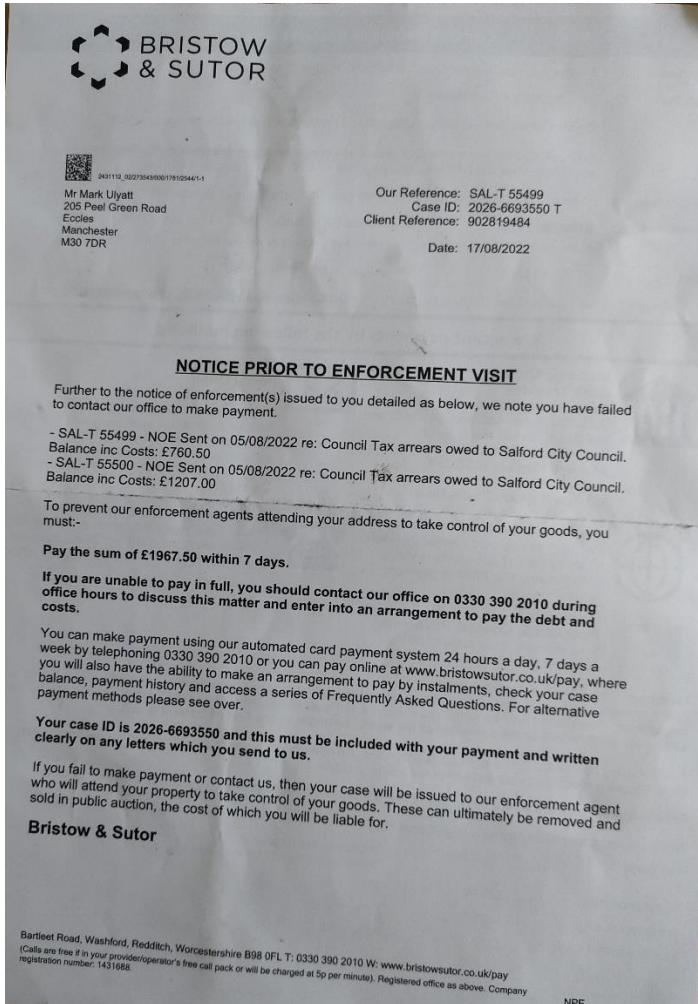 BRISTOW
& SUTOR
2431112_02/273543/000/1781/2544/1-1
Mr Mark Ulyatt
205 Peel Green Road
Eccles
Manchester
M30 7DR
Our Reference: SAL-T 55499
Case ID: 2026-6693550 T
Client Reference: 902819484
Date: 17/08/2022
NOTICE PRIOR TO ENFORCEMENT VISIT
Further to the notice of enforcement(s) issued to you detailed as below, we note you have failed
to contact our office to make payment.
- SAL-T 55499 - NOE Sent on 05/08/2022 re: Council Tax arrears owed to Salford City Council.
Balance inc Costs: £760.50
- SAL-T 55500 - NOE Sent on 05/08/2022 re: Council Tax arrears owed to Salford City Council.
Balance inc Costs: £1207.00
To prevent our enforcement agents attending your address to take control of your goods, you
must:-
Pay the sum of £1967.50 within 7 days.
If you are unable to pay in full, you should contact our office on 0330 390 2010 during
office hours to discuss this matter and enter into an arrangement to pay the debt and
costs.
You can make payment using our automated card payment system 24 hours a day, 7 days a
week by telephoning 0330 390 2010 or you can pay online at www.bristowsutor.co.uk/pay, where
you will also have the ability to make an arrangement to pay by instalments, check your case
balance, payment history and access a series of Frequently Asked Questions. For alternative
payment methods please see over.
Your case ID is 2026-6693550 and this must be included with your payment and written
clearly on any letters which you send to us.
If you fail to make payment or contact us, then your case will be issued to our enforcement agent
who will attend your property to take control of your goods. These can ultimately be removed and
sold in public auction, the cost of which you will be liable for.
Bristow & Sutor
Bartleet Road, Washford, Redditch, Worcestershire B98 0FL T: 0330 390 2010 W: www.bristowsutor.co.uk/pay
(Calls are free if in your provider/operator's free call pack or will be charged at 5p per minute). Registered office as above. Company
registration number: 1431688.